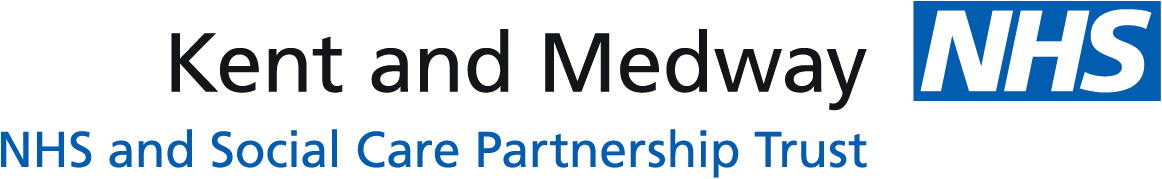 Kent and Medway NHS
NHS and Social Care Partnership Trust